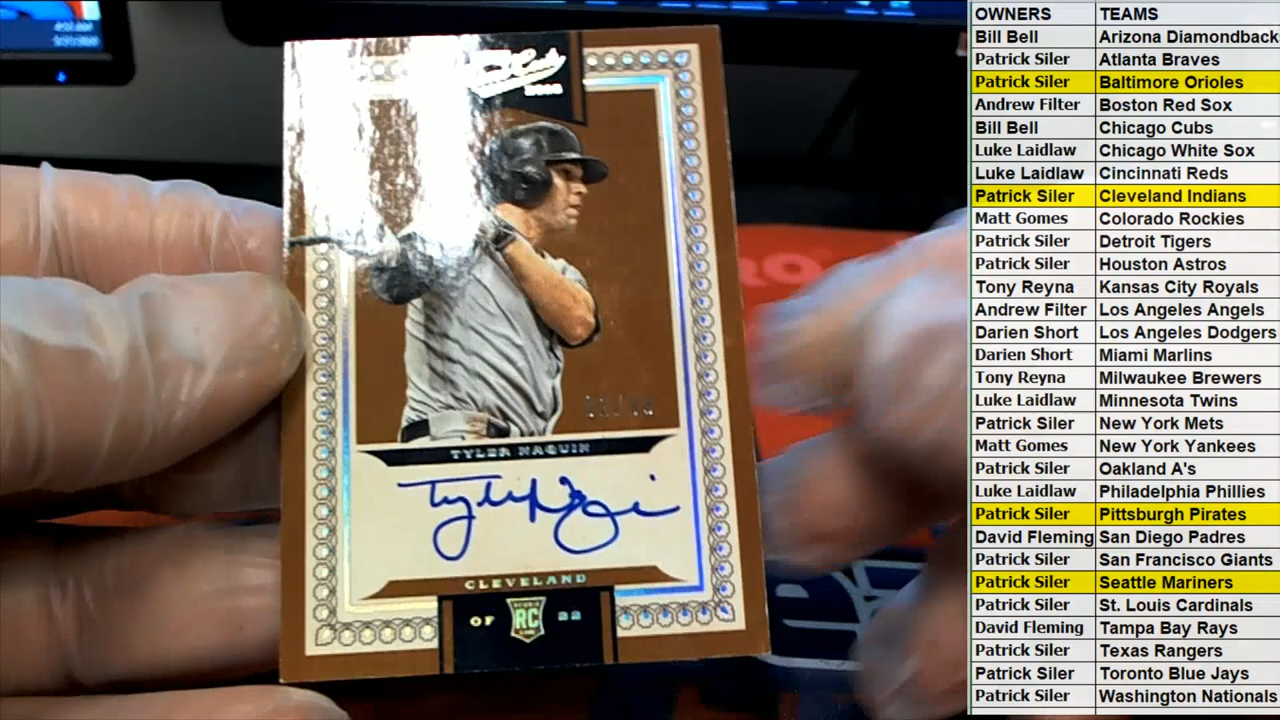 OWNERS TEAMS
Bill Bell Arizona Diamondback
Patrick Siler Atlanta Braves
Patrick Siler Baltimore Orioles
Andrew Filter Boston Red Sox
Bill Bell Chicago Cubs
Luke Laidlaw Chicago White Sox
Luke Laidlaw Cincinnati Reds
Patrick Siler Cleveland Indians
Matt Gomes Colorado Rockies
Patrick Siler Detroit Tigers
Patrick Siler Houston Astros
Tony Reyna Kansas City Royals
Andrew Filter Los Angeles Angels
Darien Short Los Angeles Dodgers
Darien Short Miami Marlins
Tony Reyna Milwaukee Brewers
Luke Laidlaw Minnesota Twins
Patrick Siler New York Mets
Matt Gomes New York Yankees
Patrick Siler Oakland A's
Luke Laidlaw Philadelphia Phillies
Patrick Siler Pittsburgh Pirates
David Fleming San Diego Padres
Patrick Siler San Francisco Giants
Patrick Siler Seattle Mariners
Patrick Siler St. Louis Cardinals
David Fleming Tampa Bay Rays
Patrick Siler Texas Rangers
Patrick Siler Toronto Blue Jays
Patrick Siler Washington Nationals
Cuts
TYLER NAQUIN
CLEVELAND
OF RC